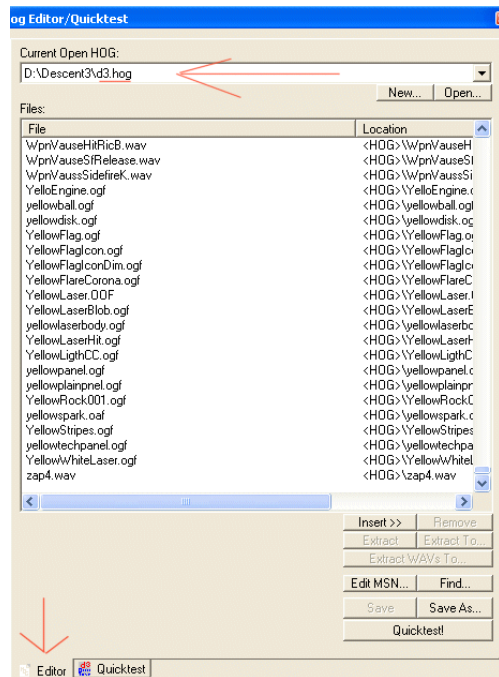 og Editor/Quicktest
Current Open HOG:
D:\Descent3\d3.hog
New... Open...
Files:
File Location
WpnVauseHitRicB.wav <HOG>\WpnVauseH
WpnVauseSfRelease.wav <HOG>\WpnVauseSf
WpnVaussSidefireK.wav <HOG>\WpnVaussSi
YelloEngine.ogf <HOG>\YelloEngine.o
yellowball.ogf <HOG>\yellowball.ogf
yellowdisk.ogf <HOG>\yellowdisk.og
YellowFlag.ogf <HOG>\YellowFlag.og
YellowFlagIcon.ogf <HOG>\YellowFlagIc
YellowFlagIconDim.ogf <HOG>\YellowFlagIc
YellowFlareCorona.ogf <HOG>\YellowFlareC
YellowLaser.OOF <HOG>\YellowLaser.
YellowLaserBlob.ogf <HOG>\YellowLaserB
yellowlaserbody.ogf <HOG>\yellowlaserbo
YellowLaserHit.ogf <HOG>\YellowLaserH
YellowLigthCC.ogf <HOG>\YellowLigthC
yellowpanel.ogf <HOG>\yellowpanel.o
yellowplainpnel.ogf <HOG>\yellowplainpr
YellowRock001.ogf <HOG>\YellowRock0
yellowspark.oaf <HOG>\yellowspark.o
YellowStripes.ogf <HOG>\YellowStripes
yellowtechpanel.ogf <HOG>\yellowtechpa
YellowWhiteLaser.ogf <HOG>\YellowWhiteL
zap4.wav <HOG>\zap4.wav
Insert >> Remove
Extract Extract To...
Extract WAVs To...
Edit MSN... Find...
Save Save As...
Quicktest!
Editor Quicktest